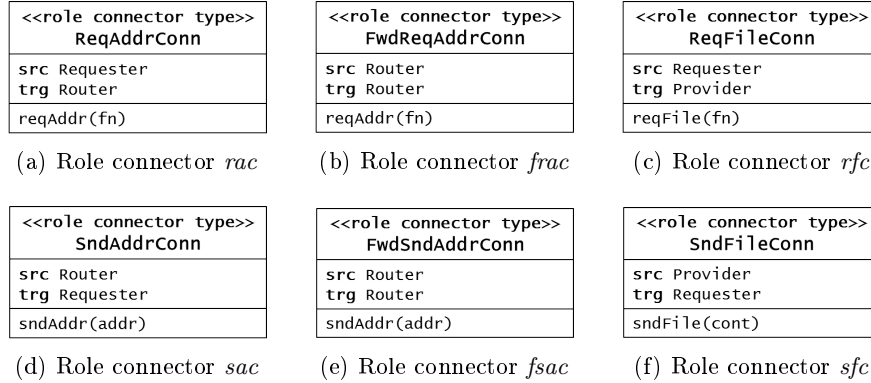 <<role connector type>>
ReqAddrConn
src Requester
trg Router
reqAddr(fn)
(a) Role connector rac
<<role connector type>>
FwdReqAddrConn
src Router
trg Router
reqAddr(fn)
(b) Role connector frac
<<role connector type>>
ReqFileConn
src Requester
trg Provider
reqFile(fn)
(c) Role connector rfc
<<role connector type>>
SndAddrConn
src Router
trg Requester
sndAddr(addr)
(d) Role connector sac
<<role connector type>>
FwdSndAddrConn
src Router
trg Router
sndAddr(addr)
(e) Role connector fsac
<<role connector type>>
SndFileConn
src Provider
trg Requester
sndFile(cont)
(f) Role connector sfc